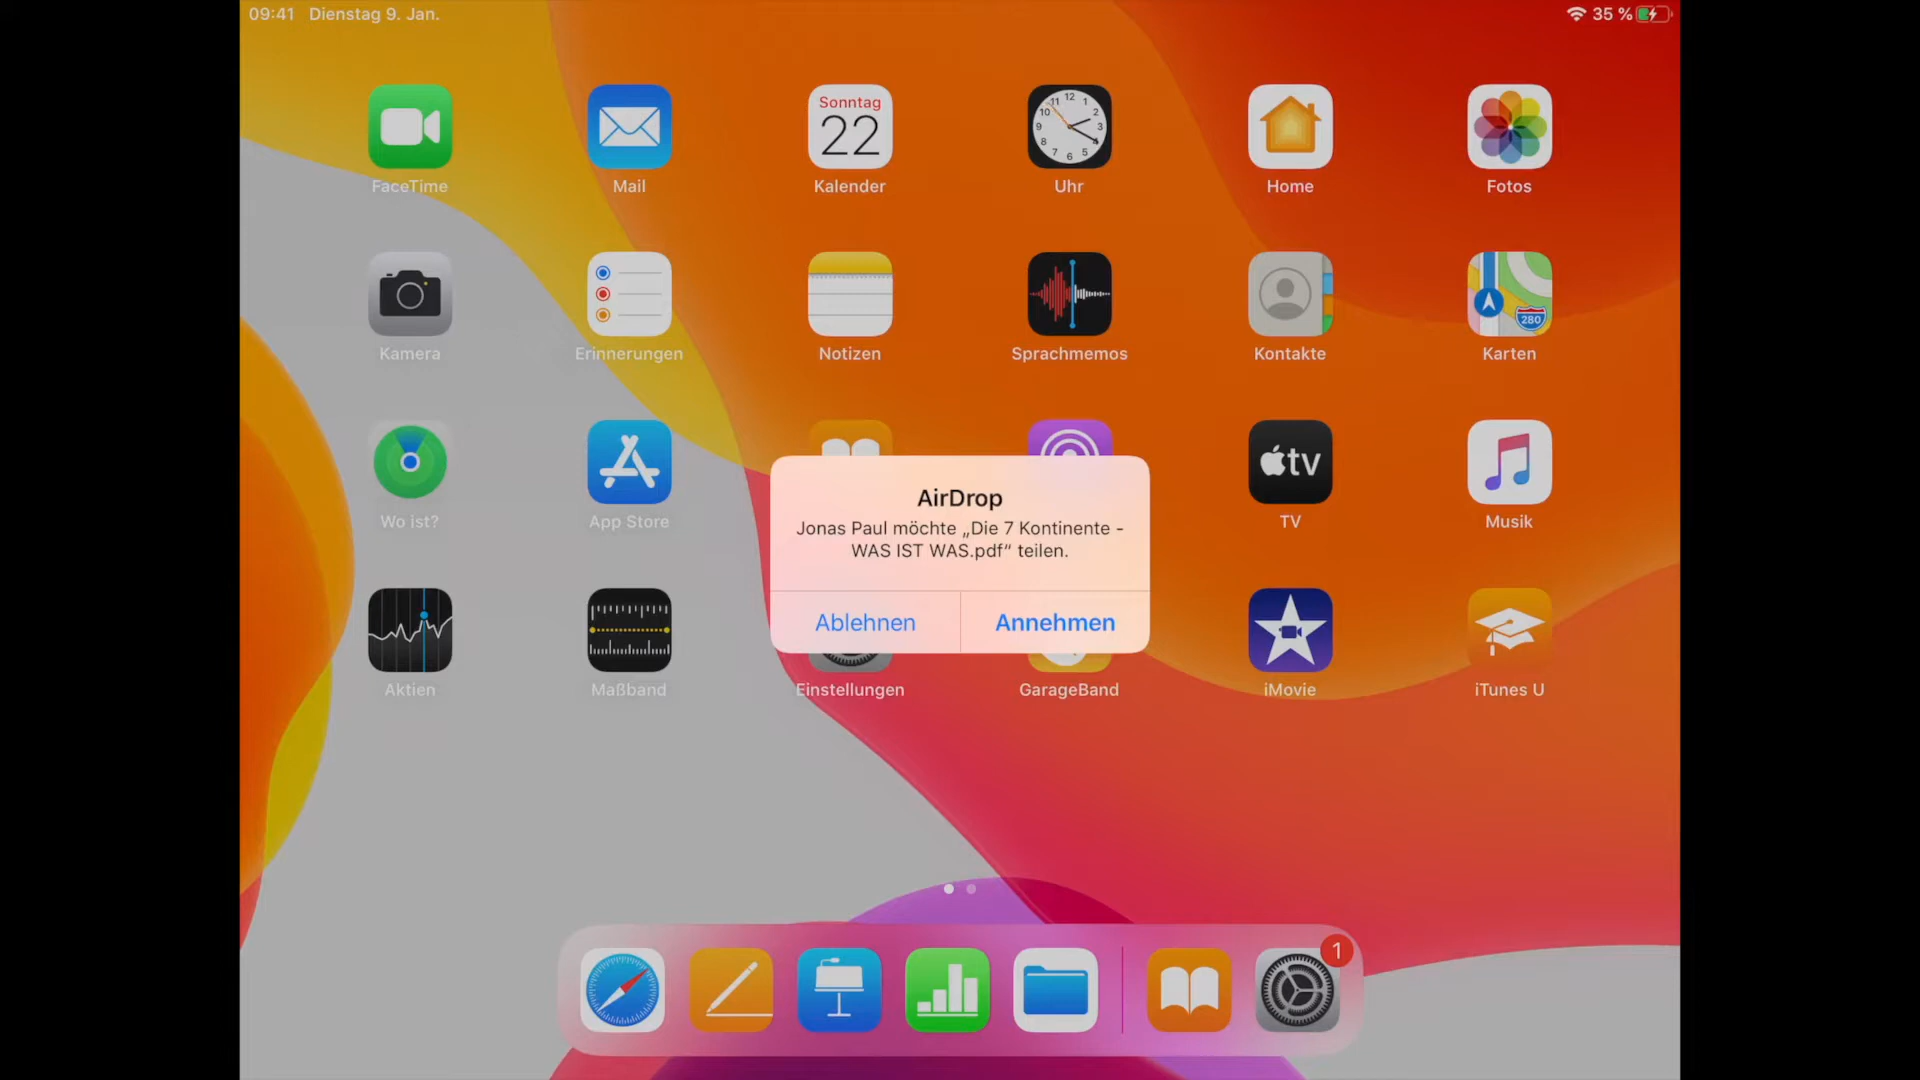 09:41 Dienstag 9. Jan.
35 %
Sonntag
22
FaceTime
Mail
Kalender
Uhr
Home
Fotos
280
Kamera
Erinnerungen
Notizen
Sprachmemos
Kontakte
Karten
tv
Wo ist?
App Store
TV
Musik
AirDrop
Jonas Paul möchte „Die 7 Kontinente -
WAS IST WAS.pdf“ teilen.
Ablehnen
Annehmen
Aktien
Maßband
Einstellungen
GarageBand
iMovie
iTunes U
1